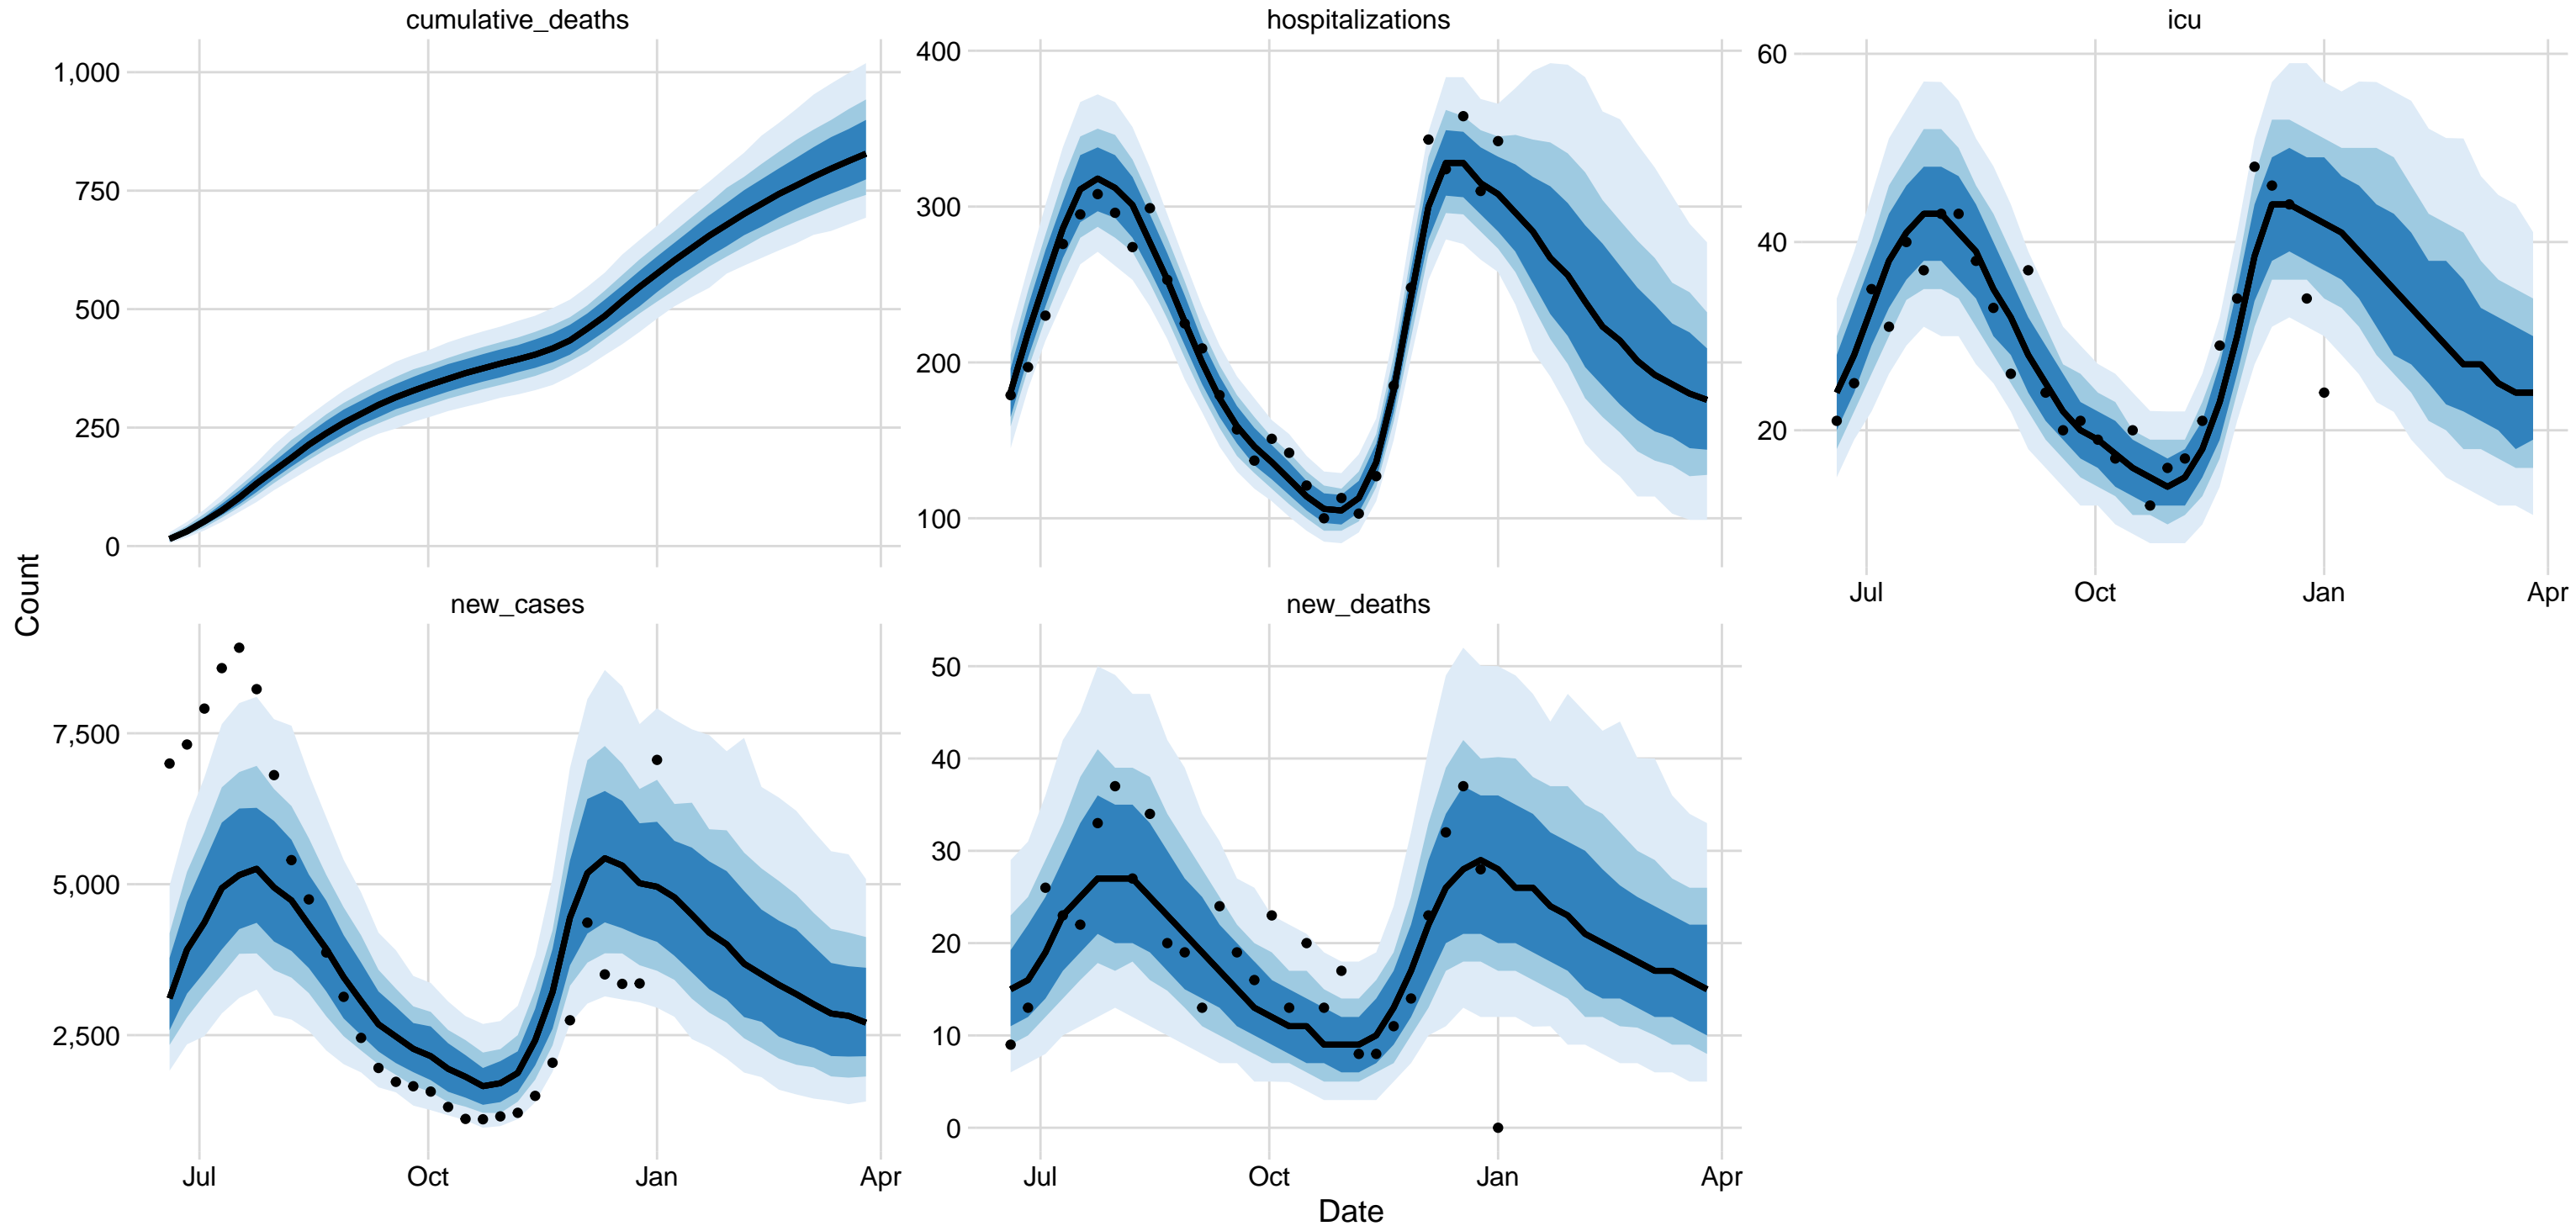 cumulative_deaths
hospitalizations
icu
1,000
750
500
250
0
400
300
200
100
60
40
20
Jul Oct Jan Apr
Count
new_cases
new_deaths
7,500
5,000
2,500
50
40
30
20
10
0
Jul Oct Jan Apr
Jul Oct Jan Apr
Date